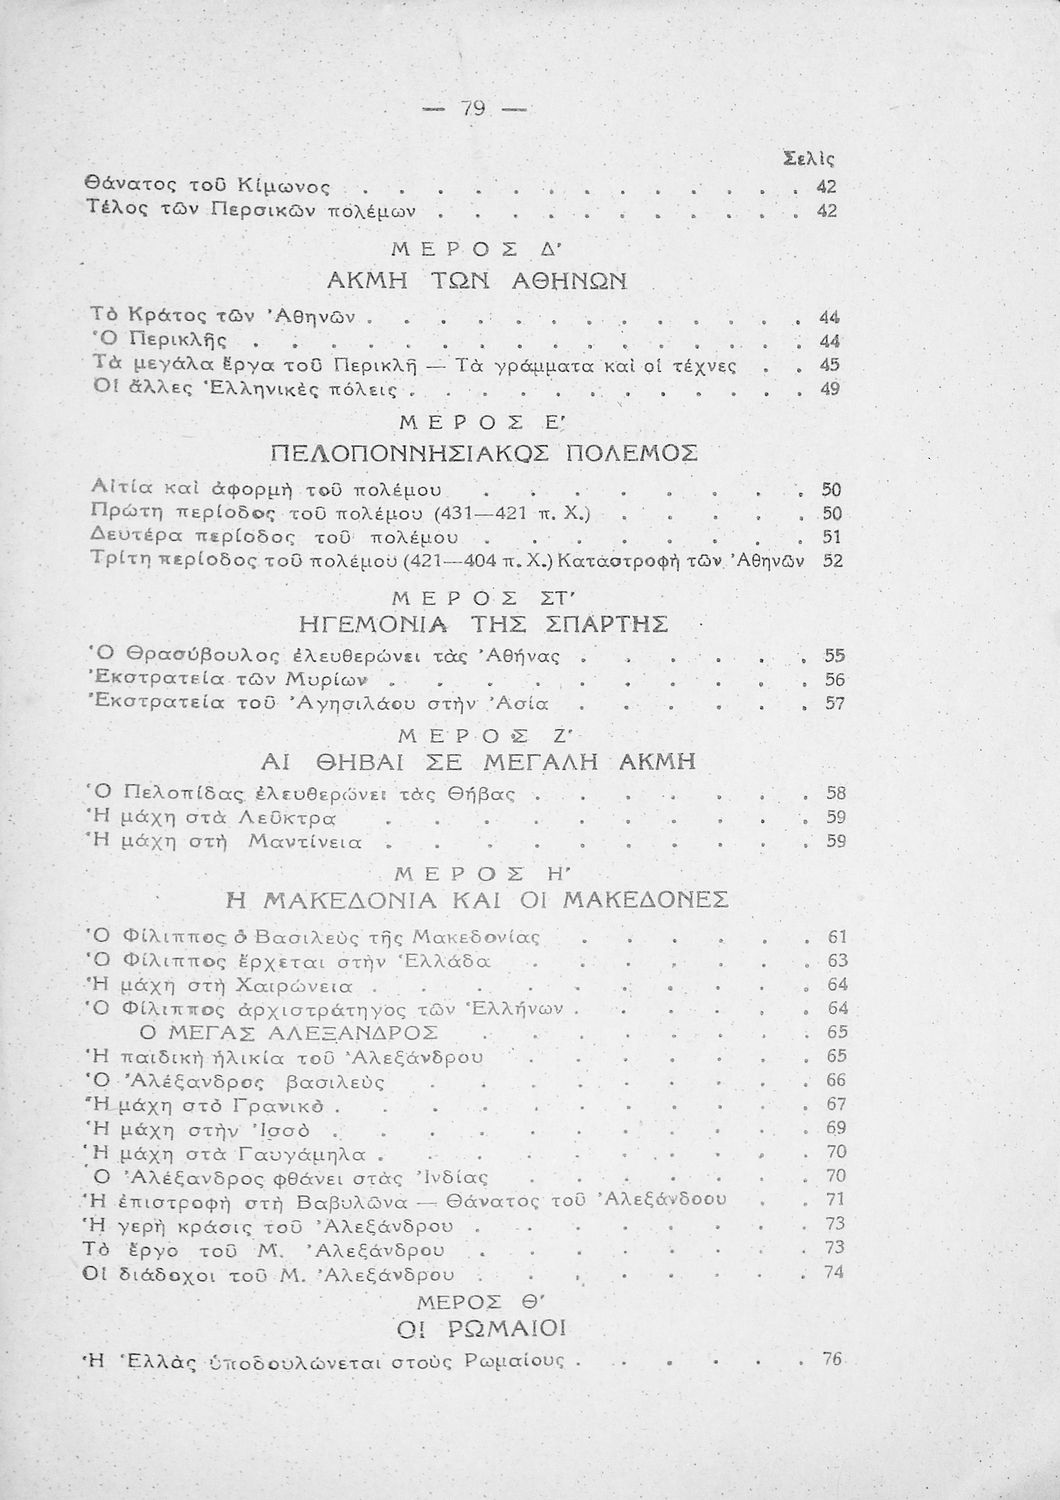 — 79 —
Σελὶς
Θάνατος τοῦ Κίμωνος . . . . . . . . . . . . 42
Τέλος τῶν Περσικῶν πολέμων . . . . . . . . . . 42
ΜΕΡΟΣ Δ'
ΑΚΜΗ ΤΩΝ ΑΘΗΝΩΝ
Τὸ Κράτος τῶν Ἀθηνῶν . . . . . . . . . . . . 44
Ὁ Περικλῆς . . . . . . . . . . . . 44
Τὰ μεγάλα ἔργα τοῦ Περικλῆ — Τὰ γράμματα καὶ οἱ τέχνες . . 45
Οἱ ἄλλες Ἑλληνικὲς πόλεις . . . . . . . . . . . 49
ΜΕΡΟΣ Ε'
ΠΕΛΟΠΟΝΝΗΣΙΑΚΟΣ ΠΟΛΕΜΟΣ
Αἰτία καὶ ἀφορμὴ τοῦ πολέμου . . . . . . . . 50
Πρώτη περίοδος τοῦ πολέμου (431—421 π. Χ.) . . . . . 50
Δευτέρα περίοδος τοῦ πολέμου . . . . . . . . 51
Τρίτη περίοδος τοῦ πολέμου (421—404 π. Χ.) Καταστροφὴ τῶν Ἀθηνῶν 52
ΜΕΡΟΣ ΣΤ'
ΗΓΕΜΟΝΙΑ ΤΗΣ ΣΠΑΡΤΗΣ
Ὁ Θρασύβουλος ἐλευθερώνει τὰς Ἀθήνας . . . . . . 55
Ἐκστρατεία τῶν Μυρίων . . . . . . . . . . 56
Ἐκστρατεία τοῦ Ἀγησιλάου στὴν Ἀσία . . . . . . 57
ΜΕΡΟΣ Ζ'
ΑΙ ΘΗΒΑΙ ΣΕ ΜΕΓΑΛΗ ΑΚΜΗ
Ὁ Πελοπίδας ἐλευθερώνει τὰς Θήβας . . . . . . . 58
Ἡ μάχη στὰ Λεῦκτρα . . . . . . . . . . 59
Ἡ μάχη στὴ Μαντίνεια . . . . . . . . . . 59
ΜΕΡΟΣ Η'
Η ΜΑΚΕΔΟΝΙΑ ΚΑΙ ΟΙ ΜΑΚΕΔΟΝΕΣ
Ὁ Φίλιππος ὁ Βασιλεὺς τῆς Μακεδονίας . . . . . . 61
Ὁ Φίλιππος ἔρχεται στὴν Ἑλλάδα . . . . . . . 63
Ἡ μάχη στὴ Χαιρώνεια . . . . . . . . . . 64
Ὁ Φίλιππος ἀρχιστράτηγος τῶν Ἑλλήνων . . . . . . 64
Ο ΜΕΓΑΣ ΑΛΕΞΑΝΔΡΟΣ . . . . . . . . 65
Ἡ παιδικὴ ἡλικία τοῦ Ἀλεξάνδρου . . . . . . . 65
Ὁ Ἀλέξανδρος βασιλεὺς . . . . . . . . . 66
Ἡ μάχη στὸ Γρανικὸ . . . . . . . . . . . 67
Ἡ μάχη στὴν Ἰσσὸ . . . . . . . . . . . 69
Ἡ μάχη στὰ Γαυγάμηλα . . . . . . . . . . 70
Ὁ Ἀλέξανδρος φθάνει στὰς Ἰνδίας . . . . . . . 70
Ἡ ἐπιστροφὴ στὴ Βαβυλῶνα — Θάνατος τοῦ Ἀλεξάνδοου . . 71
Ἡ γερὴ κράσις τοῦ Ἀλεξάνδρου . . . . . . . . 73
Τὸ ἔργο τοῦ Μ. Ἀλεξάνδρου . . . . . . . . 73
Οἱ διάδοχοι τοῦ Μ. Ἀλεξάνδρου . . . . . . . . 74
ΜΕΡΟΣ Θ'
ΟΙ ΡΩΜΑΙΟΙ
Ἡ Ἑλλὰς ὑποδουλώνεται στοὺς Ρωμαίους . . . . . . 76